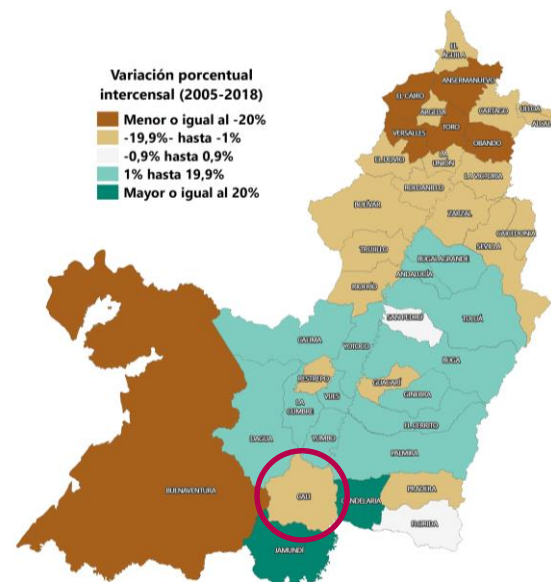 Variación porcentual
intercensal (2005-2018)
Menor o igual al -20%
-19,9%- hasta -1%
-0,9% hasta 0,9%
1% hasta 19,9%
Mayor o igual al 20%
EL
ÁGUILA
ANSERMANUEVO
EL CAIRO
ARGELIA
CARTAGO
ULLOA
ALCALÁ
VERSALLES
TORO
OBANDO
EL DOVIO
LA
UNIÓN
LA VICTORIA
ROLDANILLO
BOLÍVAR
ZARZAL
CAICEDONIA
SEVILLA
TRUJILLO
BUGALAGRANDE
ANDALUCÍA
RIOFRÍO
SAN PEDRO
TULUÁ
CALIMA
YOTOCO
BUGA
RESTREPO
GUACARÍ
GINEBRA
VIJES
LA
CUMBRE
EL CERRITO
DAGUA
YUMBO
PALMIRA
BUENAVENTURA
CALI
CANDELARIA
PRADERA
FLORIDA
JAMUNDÍ